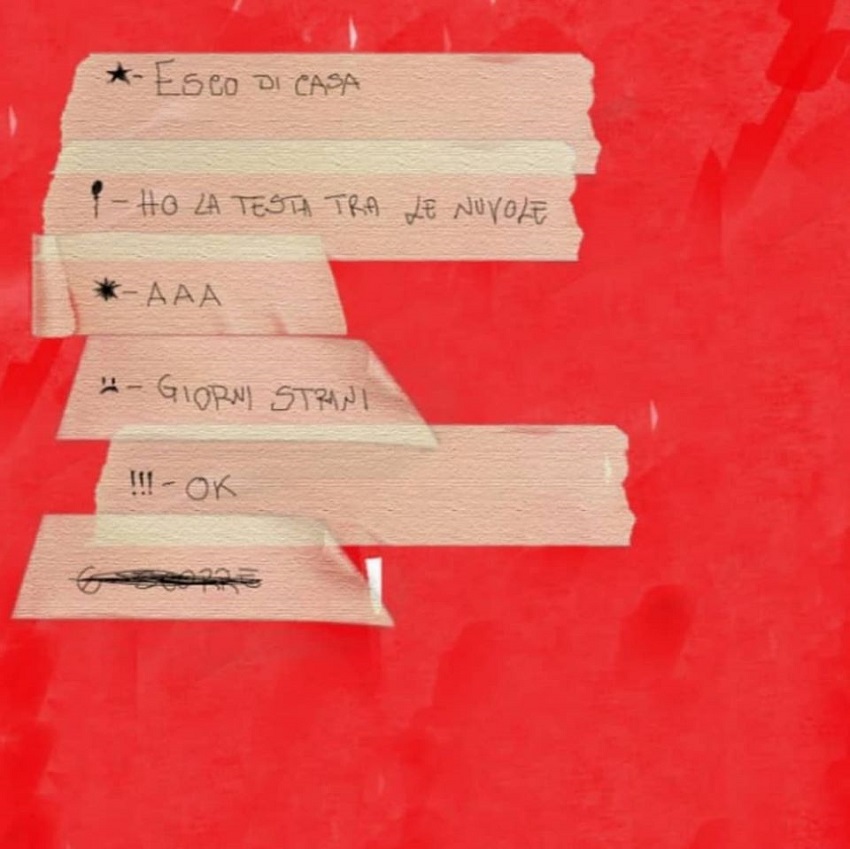 ★- ESCO DI CASA
- HO LA TESTA TRA LE NUVOLE
✷- AAA
- GIORNI STRANI
!!! - OK